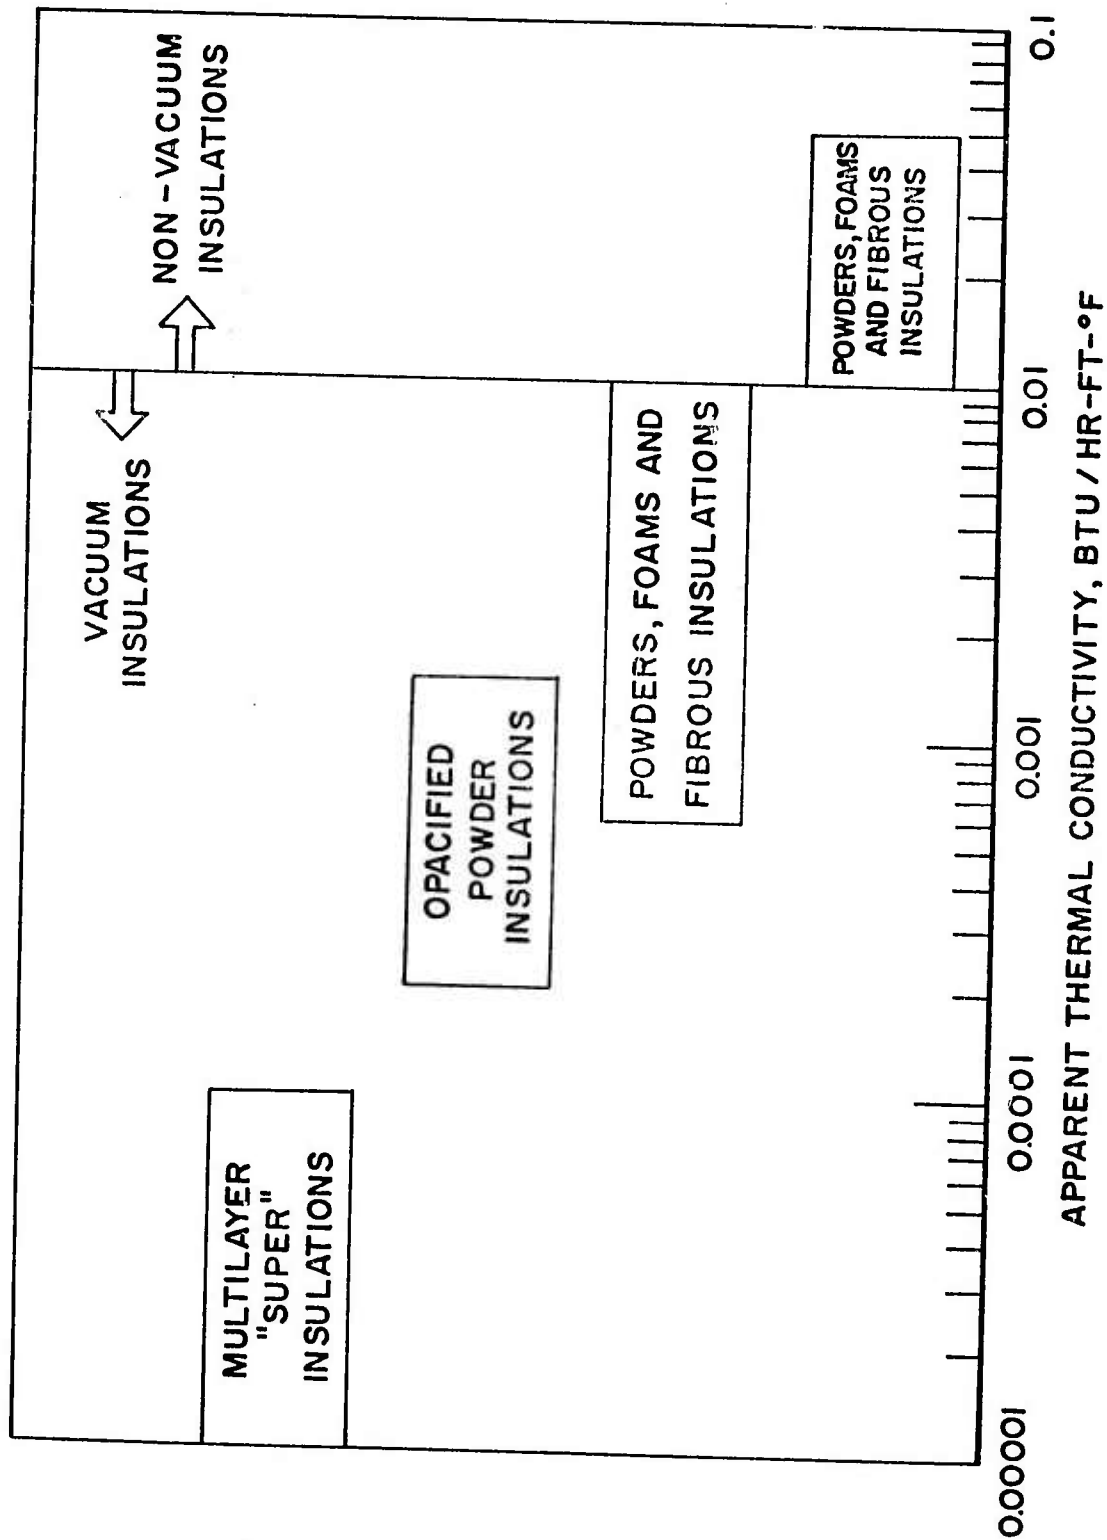 VACUUM
INSULATIONS
NON-VACUUM
INSULATIONS
MULTILAYER
"SUPER"
INSULATIONS
OPACIFIED
POWDER
INSULATIONS
POWDERS, FOAMS AND
FIBROUS INSULATIONS
POWDERS, FOAMS
AND FIBROUS
INSULATIONS
0.00001
0.0001
0.001
0.01
0.1
APPARENT THERMAL CONDUCTIVITY, BTU/HR-FT-°F